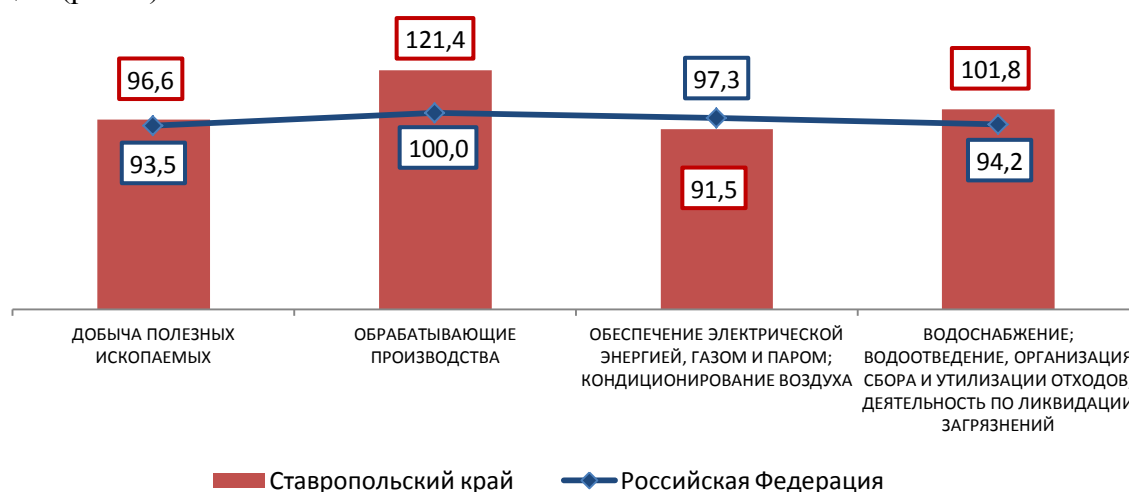 121,4
101,8
96,6
97,3
93,5
100,0
91,5
94,2
ДОБЫЧА ПОЛЕЗНЫХ
ИСКОПАЕМЫХ
ОБРАБАТЫВАЮЩИЕ
ПРОИЗВОДСТВА
ОБЕСПЕЧЕНИЕ ЭЛЕКТРИЧЕСКОЙ
ЭНЕРГИЕЙ, ГАЗОМ И ПАРОМ;
КОНДИЦИОНИРОВАНИЕ ВОЗДУХА
ВОДОСНАБЖЕНИЕ;
ВОДООТВЕДЕНИЕ, ОРГАНИЗАЦИЯ
СБОРА И УТИЛИЗАЦИИ ОТХОДОВ,
ДЕЯТЕЛЬНОСТЬ ПО ЛИКВИДАЦИИ
ЗАГРЯЗНЕНИЙ
Ставропольский край
Российская Федерация